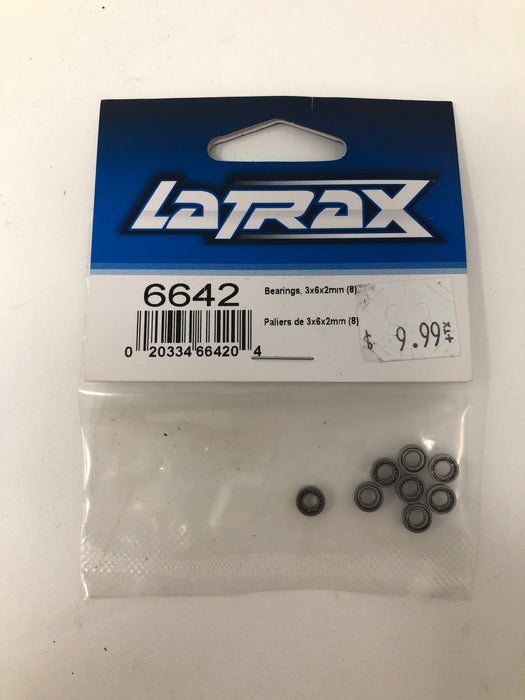 LaTRAX
6642
Bearings, 3x6x2mm (8)
Paliers de 3x6x2mm (8)
9.99
0 20334 66420 4